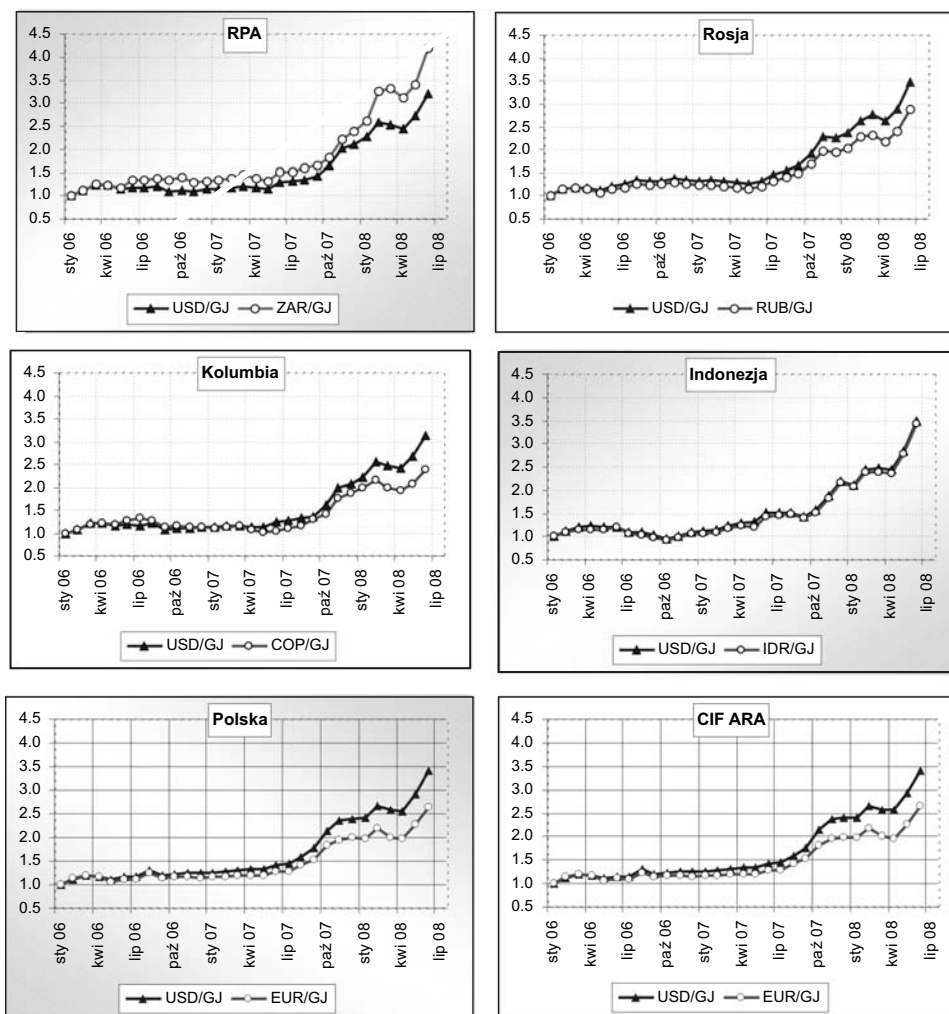 RPA
4.5
4.0
3.5
3.0
2.5
2.0
1.5
1.0
0.5
sty 06
kwi 06
lip 06
paź 06
sty 07
kwi 07
lip 07
paź 07
sty 08
kwi 08
lip 08
USD/GJ ZAR/GJ
Rosja
4.5
4.0
3.5
3.0
2.5
2.0
1.5
1.0
0.5
sty 06
kwi 06
lip 06
paź 06
sty 07
kwi 07
lip 07
paź 07
sty 08
kwi 08
lip 08
USD/GJ RUB/GJ
Kolumbia
4.5
4.0
3.5
3.0
2.5
2.0
1.5
1.0
0.5
sty 06
kwi 06
lip 06
paź 06
sty 07
kwi 07
lip 07
paź 07
sty 08
kwi 08
lip 08
USD/GJ COP/GJ
Indonezja
4.5
4.0
3.5
3.0
2.5
2.0
1.5
1.0
0.5
sty 06
kwi 06
lip 06
paź 06
sty 07
kwi 07
lip 07
paź 07
sty 08
kwi 08
lip 08
USD/GJ IDR/GJ
Polska
4.5
4.0
3.5
3.0
2.5
2.0
1.5
1.0
0.5
sty 06
kwi 06
lip 06
paź 06
sty 07
kwi 07
lip 07
paź 07
sty 08
kwi 08
lip 08
USD/GJ EUR/GJ
CIF ARA
4.5
4.0
3.5
3.0
2.5
2.0
1.5
1.0
0.5
sty 06
kwi 06
lip 06
paź 06
sty 07
kwi 07
lip 07
paź 07
sty 08
kwi 08
lip 08
USD/GJ EUR/GJ